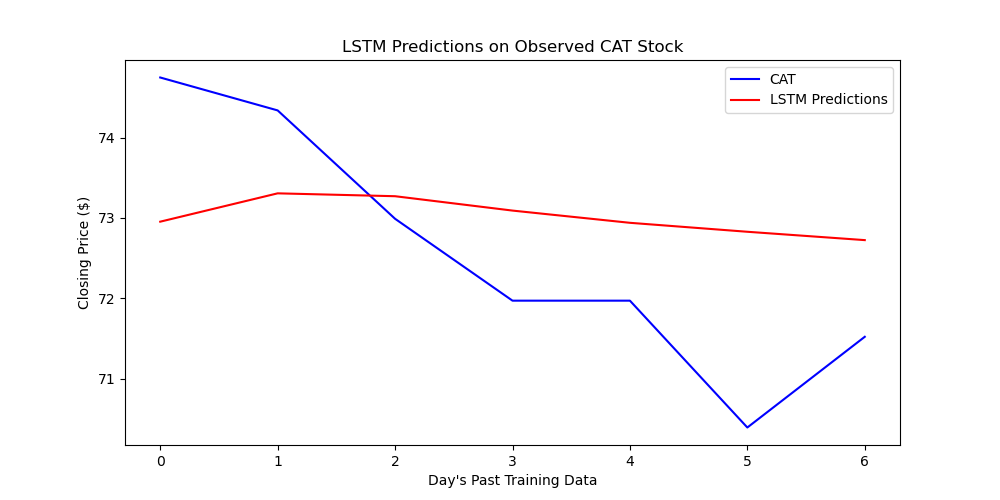 LSTM Predictions on Observed CAT Stock
CAT
LSTM Predictions
Closing Price ($)
74
73
72
71
0 1 2 3 4 5 6
Day's Past Training Data